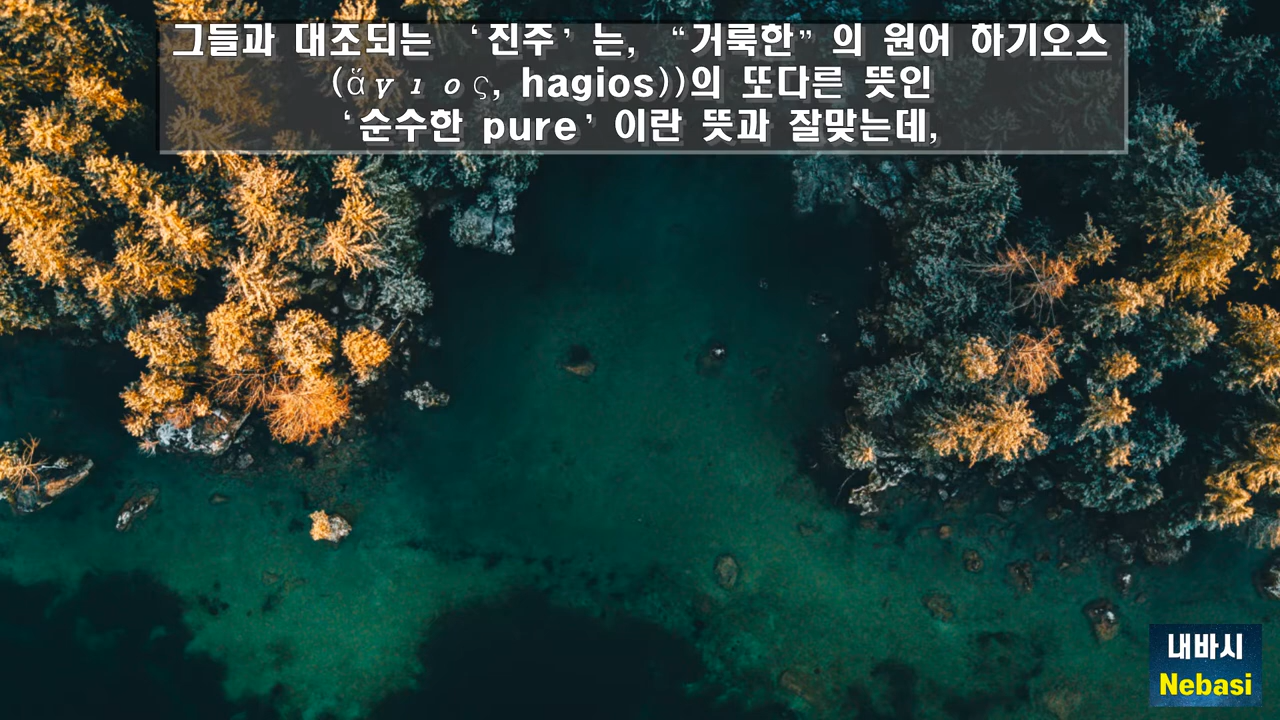 그들과 대조되는 ‘진주’는, “거룩한”의 원어 하기오스
(ἅγιος, hagios))의 또다른 뜻인
‘순수한 pure’이란 뜻과 잘맞는데,
내바시
Nebasi